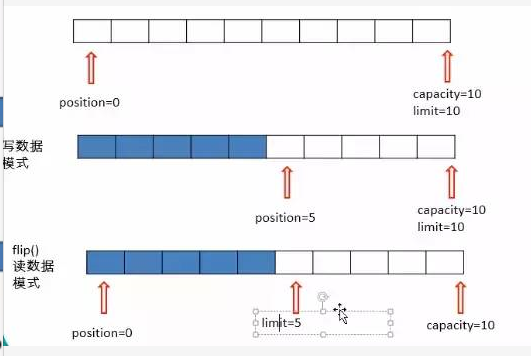 position=0
capacity=10
limit=10
写数据
模式
position=5
capacity=10
limit=10
flip()
读数据
模式
position=0
limit=5
capacity=10